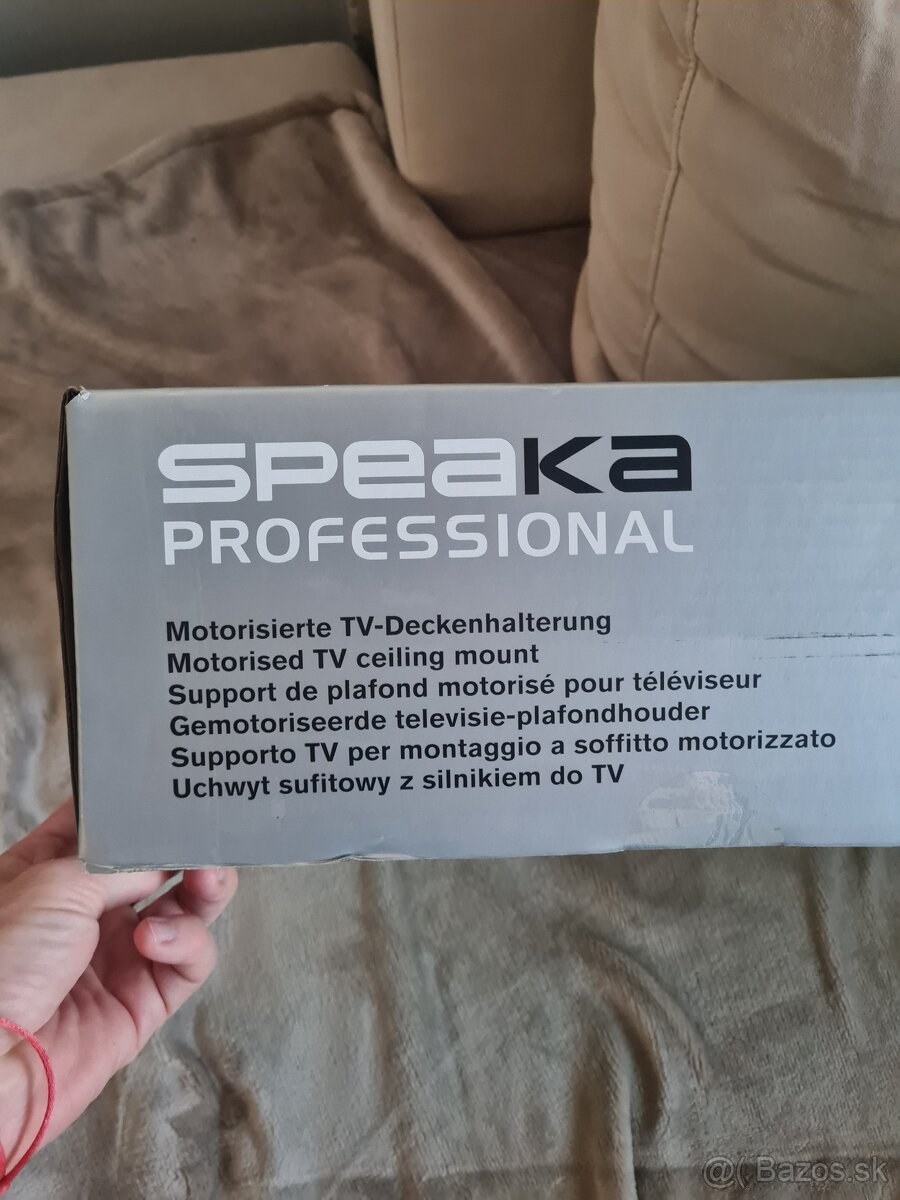 SPeaKa
PROFESSIONAL
Motorisierte TV-Deckenhalterung
Motorised TV ceiling mount
Support de plafond motorisé pour téléviseur
Gemotoriseerde televisie-plafondhouder
Supporto TV per montaggio a soffitto motorizzato
Uchwyt sufitowy z silnikiem do TV
@( Bazos.sk